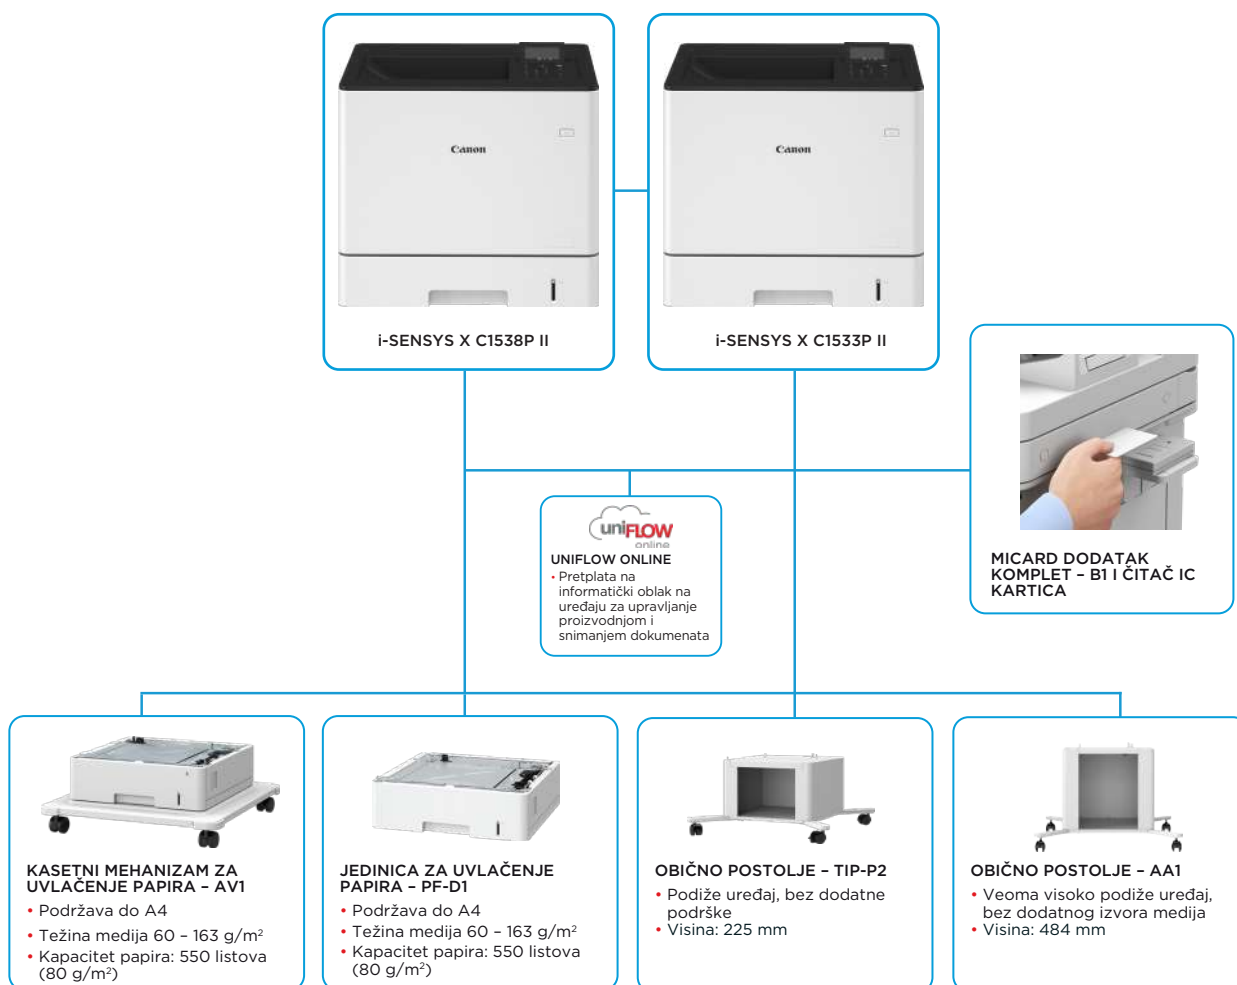 Canon
Canon
i-SENSYS X C1538P II
i-SENSYS X C1533P II
uniFLOW
online
UNIFLOW ONLINE
• Pretplata na
informatički oblak na
uređaju za upravljanje
proizvodnjom i
snimanjem dokumenata
MICARD DODATAK
KOMPLET – B1 I ČITAČ IC
KARTICA
KASETNI MEHANIZAM ZA
UVLAČENJE PAPIRA – AV1
• Podržava do A4
• Težina medija 60 – 163 g/m²
• Kapacitet papira: 550 listova
(80 g/m²)
JEDINICA ZA UVLAČENJE
PAPIRA – PF-D1
• Podržava do A4
• Težina medija 60 – 163 g/m²
• Kapacitet papira: 550 listova
(80 g/m²)
OBIČNO POSTOLJE – TIP-P2
• Podiže uređaj, bez dodatne
podrške
• Visina: 225 mm
OBIČNO POSTOLJE – AA1
• Veoma visoko podiže uređaj,
bez dodatnog izvora medija
• Visina: 484 mm